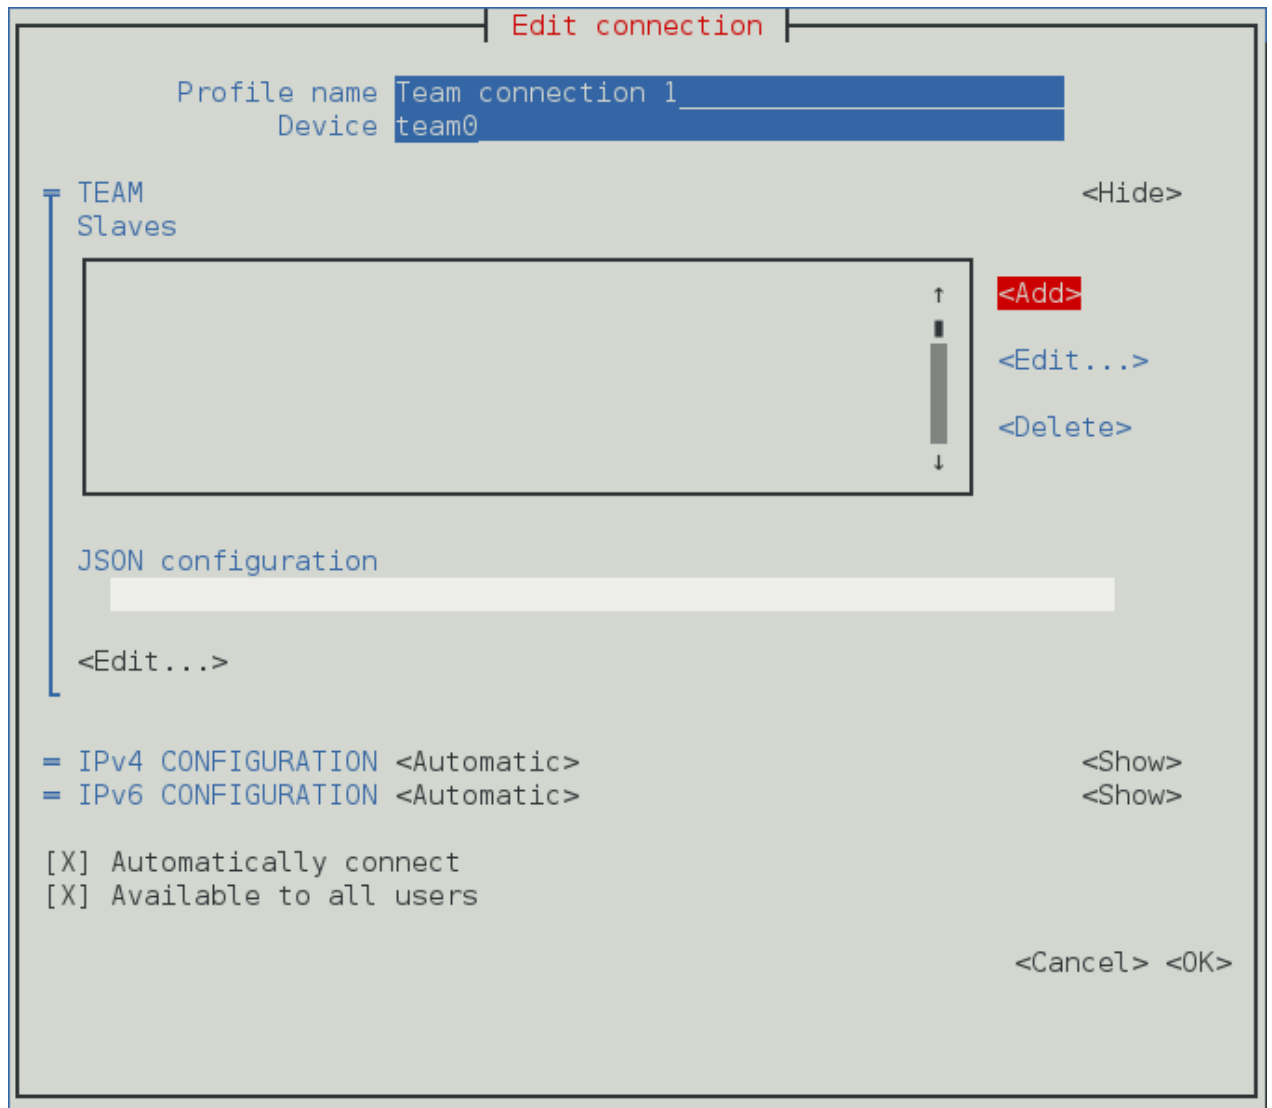 Edit connection
Profile name Team connection 1
Device team0
TEAM <Hide>
Slaves
↑ <Add>
<Edit...>
<Delete>
↓
JSON configuration
<Edit...>
= IPv4 CONFIGURATION <Automatic> <Show>
= IPv6 CONFIGURATION <Automatic> <Show>
[X] Automatically connect
[X] Available to all users
<Cancel> <OK>